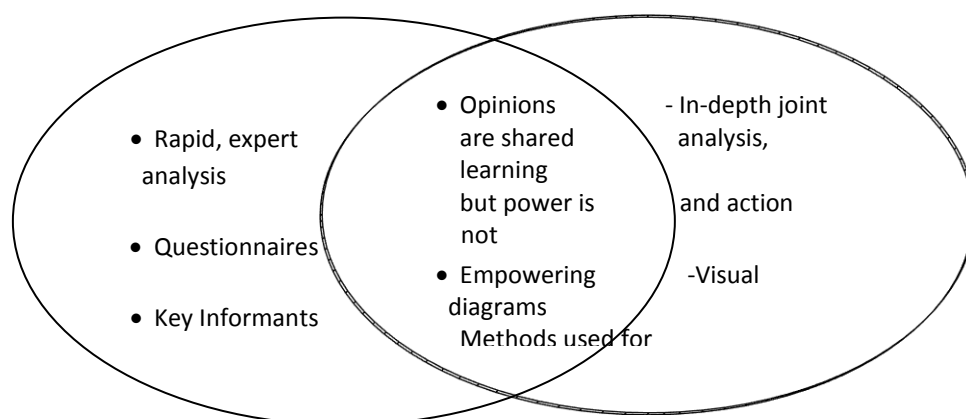 • Rapid, expert
analysis
• Questionnaires
• Key Informants
• Opinions
are shared
learning
but power is
not
• Empowering
diagrams
Methods used for
- In-depth joint
analysis,
and action
-Visual